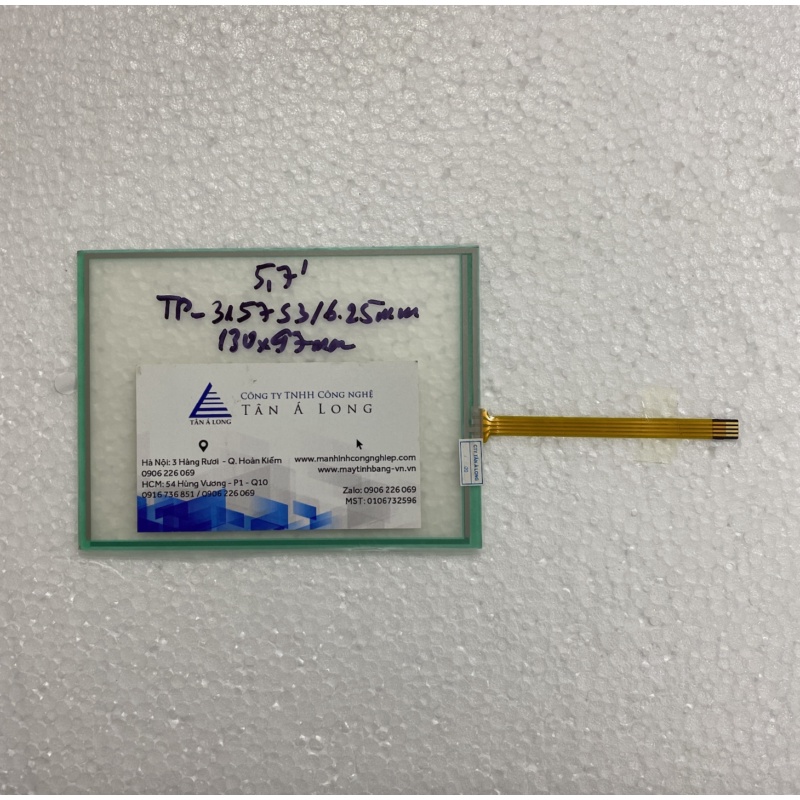 5,7'
TP-3157S3/6.25mm
130x97mm
TÂN Á LONG
CÔNG TY TNHH CÔNG NGHỆ
TÂN Á LONG
Hà Nội: 3 Hàng Rươi - Q. Hoàn Kiếm
0906 226 069
HCM: 54 Hùng Vương - P1 - Q10
0916 736 851 / 0906 226 069
www.manhinhcongnghiep.com
www.maytinhbang-vn.vn
Zalo: 0906 226 069
MST: 0106732596